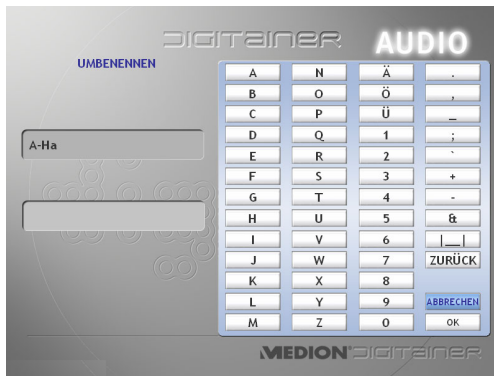 DIGITAINER AUDIO
UMBENENNEN
A-Ha
A N Ä .
B O Ö ,
C P Ü _
D Q 1 ;
E R 2 `
F S 3 +
G T 4 -
H U 5 &
I V 6 |__|
J W 7 ZURÜCK
K X 8
L Y 9 ABBRECHEN
M Z 0 OK
MEDION DIGITAINER